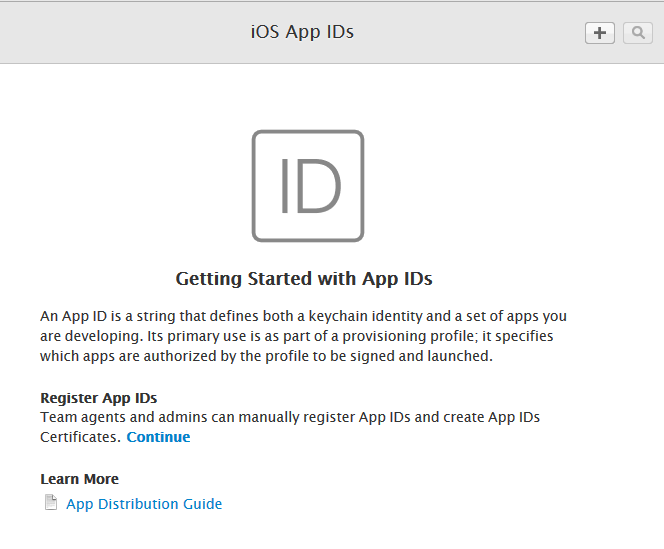 iOS App IDs
ID
Getting Started with App IDs
An App ID is a string that defines both a keychain identity and a set of apps you
are developing. Its primary use is as part of a provisioning profile; it specifies
which apps are authorized by the profile to be signed and launched.
Register App IDs
Team agents and admins can manually register App IDs and create App IDs
Certificates. Continue
Learn More
App Distribution Guide